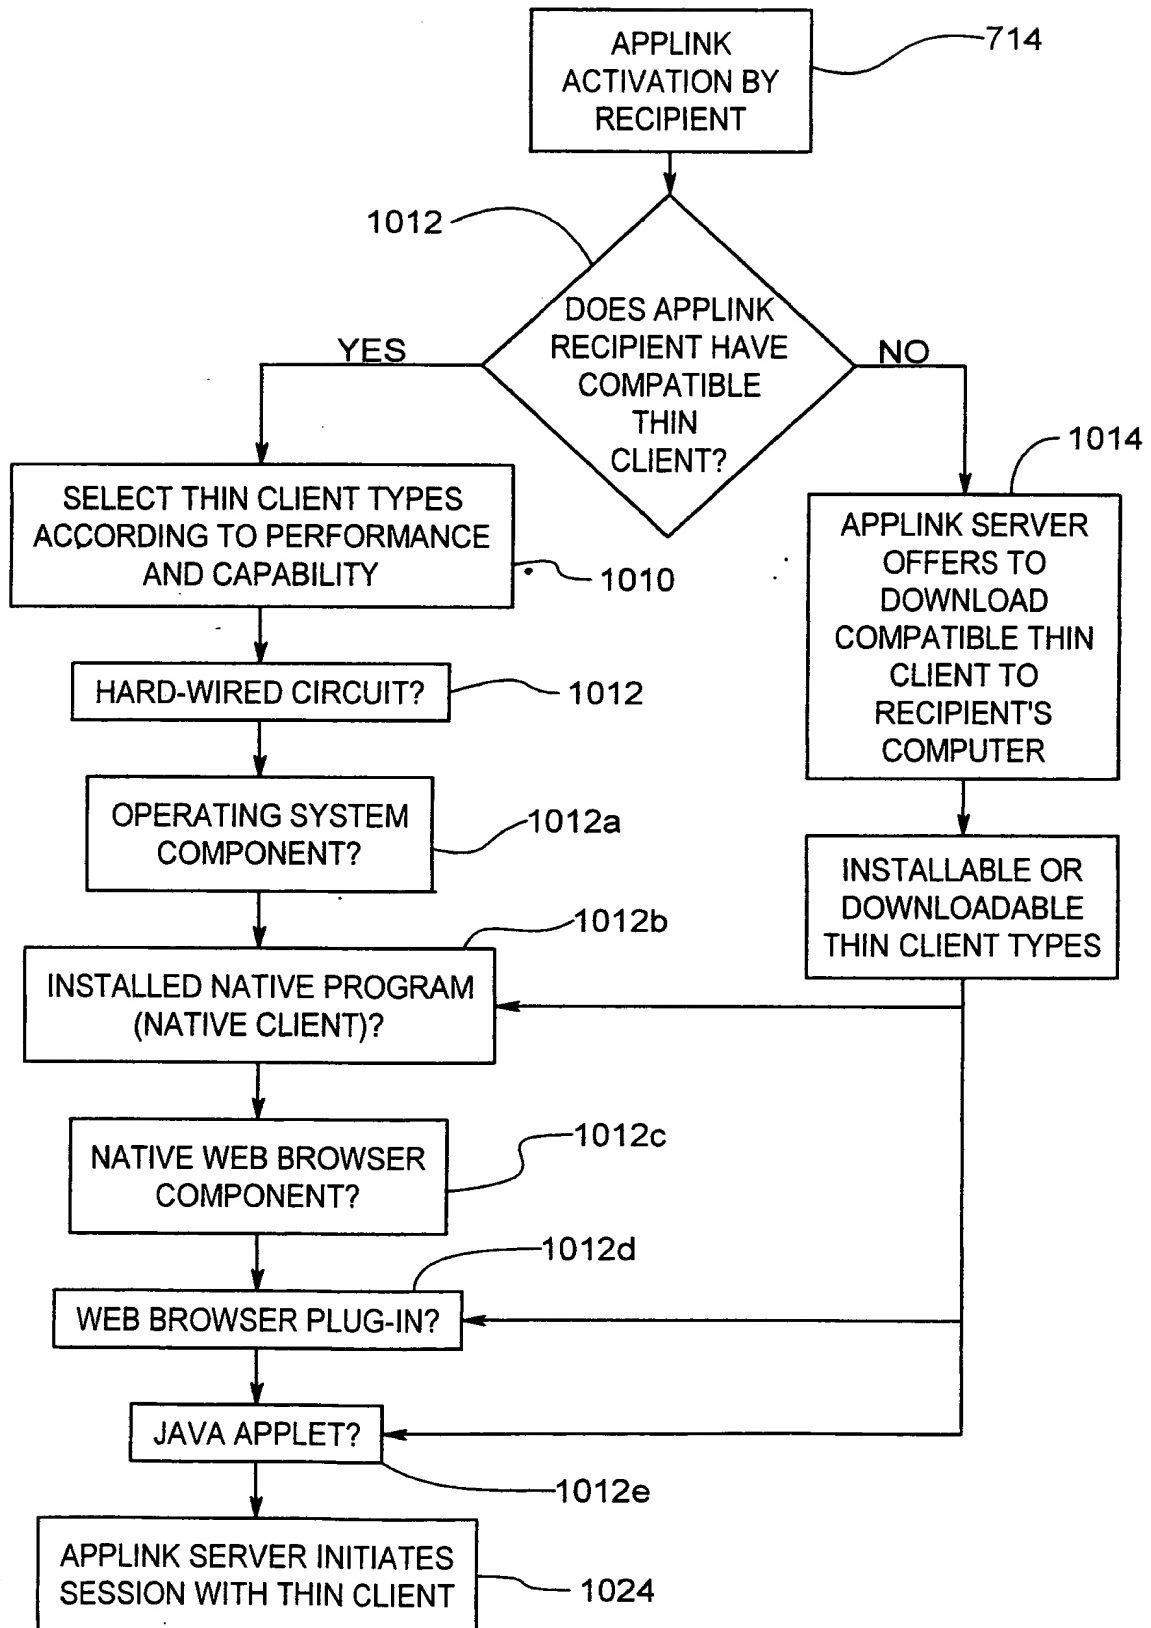 APPLINK
ACTIVATION BY
RECIPIENT
714
1012
DOES APPLINK
RECIPIENT HAVE
COMPATIBLE
THIN
CLIENT?
YES
NO
SELECT THIN CLIENT TYPES
ACCORDING TO PERFORMANCE
AND CAPABILITY
1010
1014
APPLINK SERVER
OFFERS TO
DOWNLOAD
COMPATIBLE THIN
CLIENT TO
RECIPIENT'S
COMPUTER
HARD-WIRED CIRCUIT?
1012
OPERATING SYSTEM
COMPONENT?
1012a
INSTALLABLE OR
DOWNLOADABLE
THIN CLIENT TYPES
1012b
INSTALLED NATIVE PROGRAM
(NATIVE CLIENT)?
NATIVE WEB BROWSER
COMPONENT?
1012c
1012d
WEB BROWSER PLUG-IN?
JAVA APPLET?
1012e
APPLINK SERVER INITIATES
SESSION WITH THIN CLIENT
1024